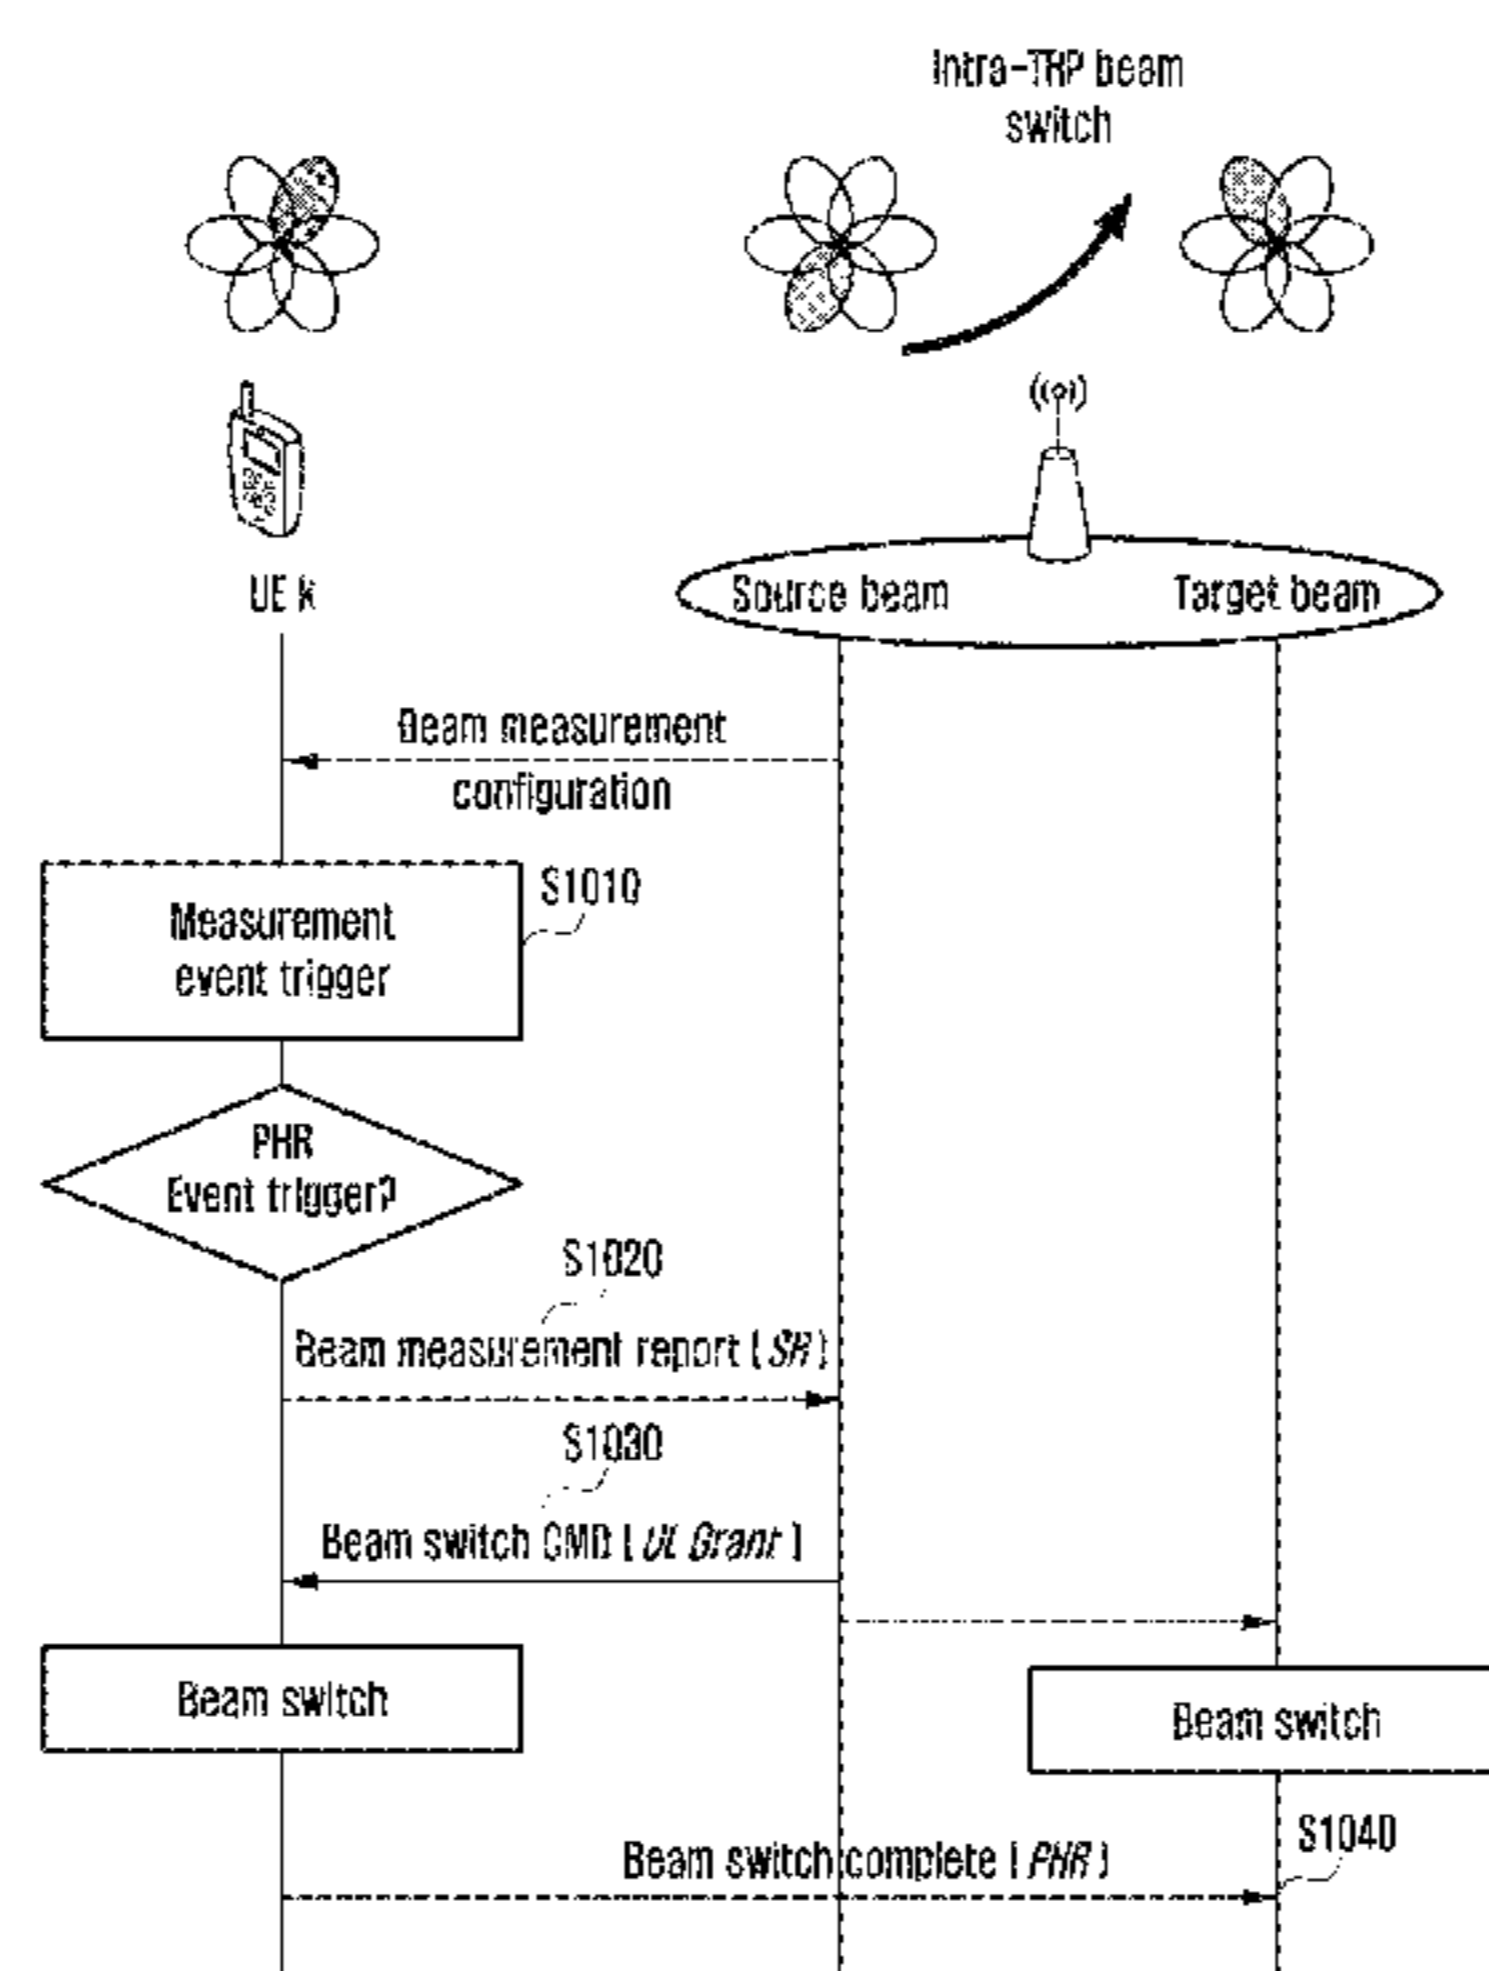 Intra-TRP beam
switch
UE k
Source beam
Target beam
Beam measurement
configuration
S1010
Measurement
event trigger
PHR
Event trigger?
S1020
Beam measurement report (SR)
S1030
Beam switch CMD (UL Grant)
Beam switch
Beam switch
S1040
Beam switch complete (PHR)